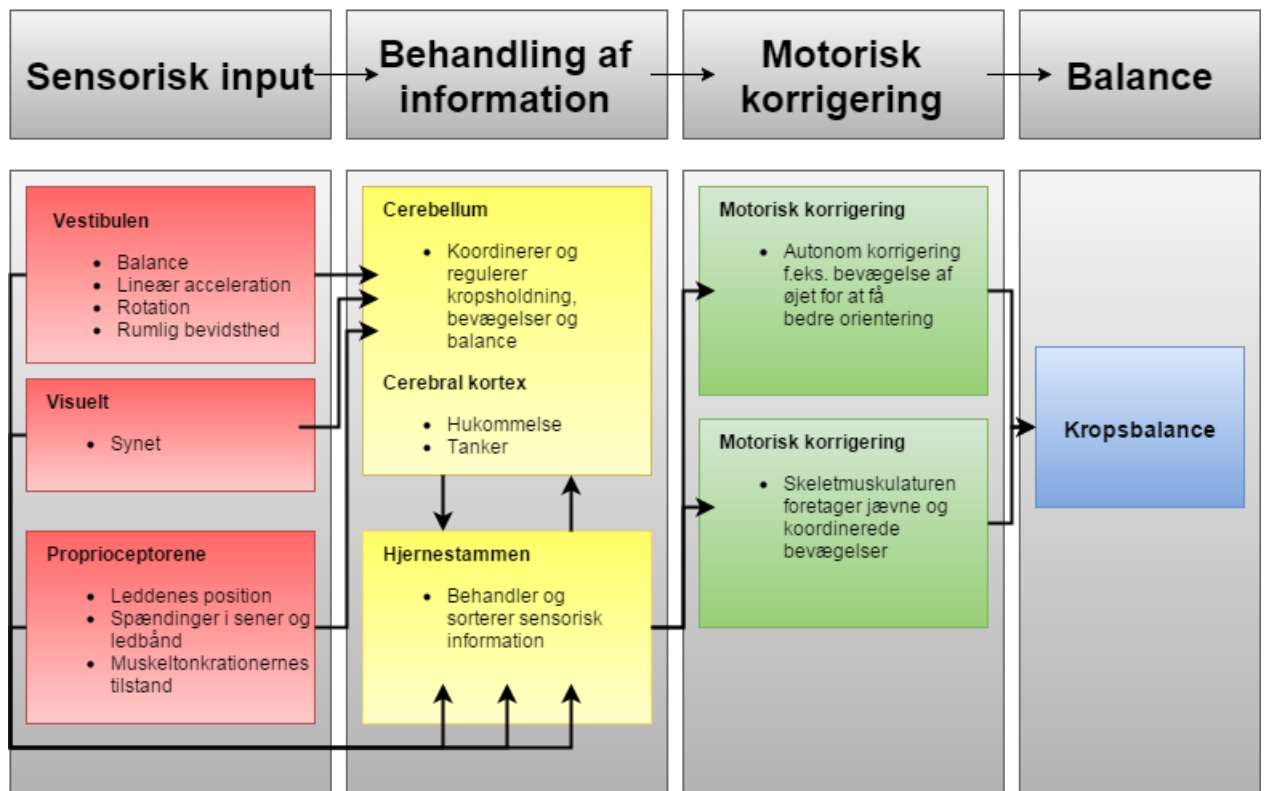 Sensorisk input
Behandling af
information
Motorisk
korrigering
Balance
Vestibulen
Balance
Lineær acceleration
Rotation
Rumlig bevidsthed
Visuelt
Synet
Proprioceptorene
Leddenes position
Spændinger i sener og
ledbånd
Muskeltonkrationernes
tilstand
Cerebellum
Koordinerer og
regulerer
kropsholdning,
bevægelser og
balance
Cerebral kortex
Hukommelse
Tanker
Hjernestammen
Behandler og
sorterer sensorisk
information
Motorisk korrigering
Autonom korrigering
f.eks. bevægelse af
øjet for at få
bedre orientering
Motorisk korrigering
Skeletmuskulaturen
foretager jævne og
koordinerede
bevægelser
Kropsbalance